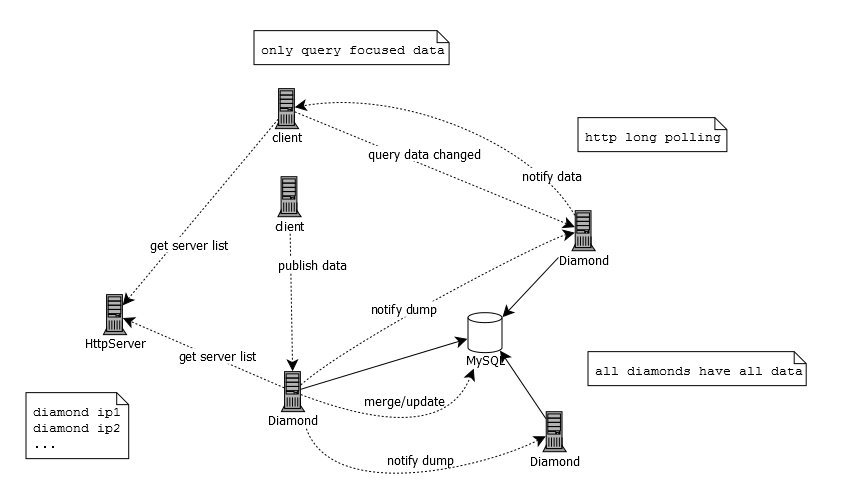 only query focused data
client
http long polling
query data changed
notify data
client
get server list
Diamond
publish data
notify dump
HttpServer
get server list
MySQL
all diamonds have all data
merge/update
diamond ip1
diamond ip2
...
Diamond
notify dump
Diamond